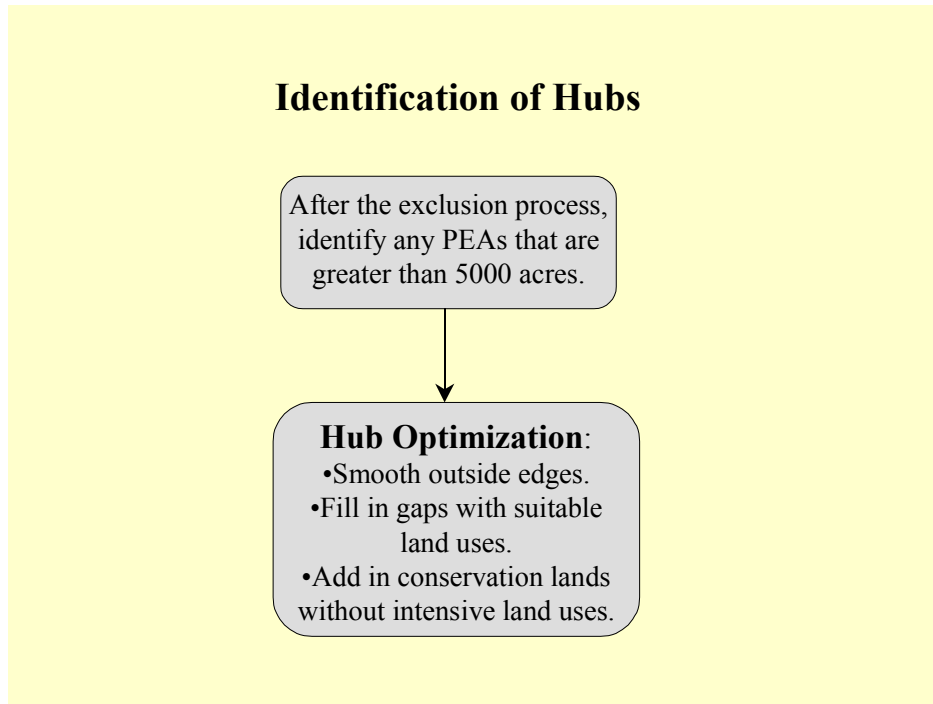 Identification of Hubs
After the exclusion process,
identify any PEAs that are
greater than 5000 acres.
Hub Optimization:
•Smooth outside edges.
•Fill in gaps with suitable
land uses.
•Add in conservation lands
without intensive land uses.